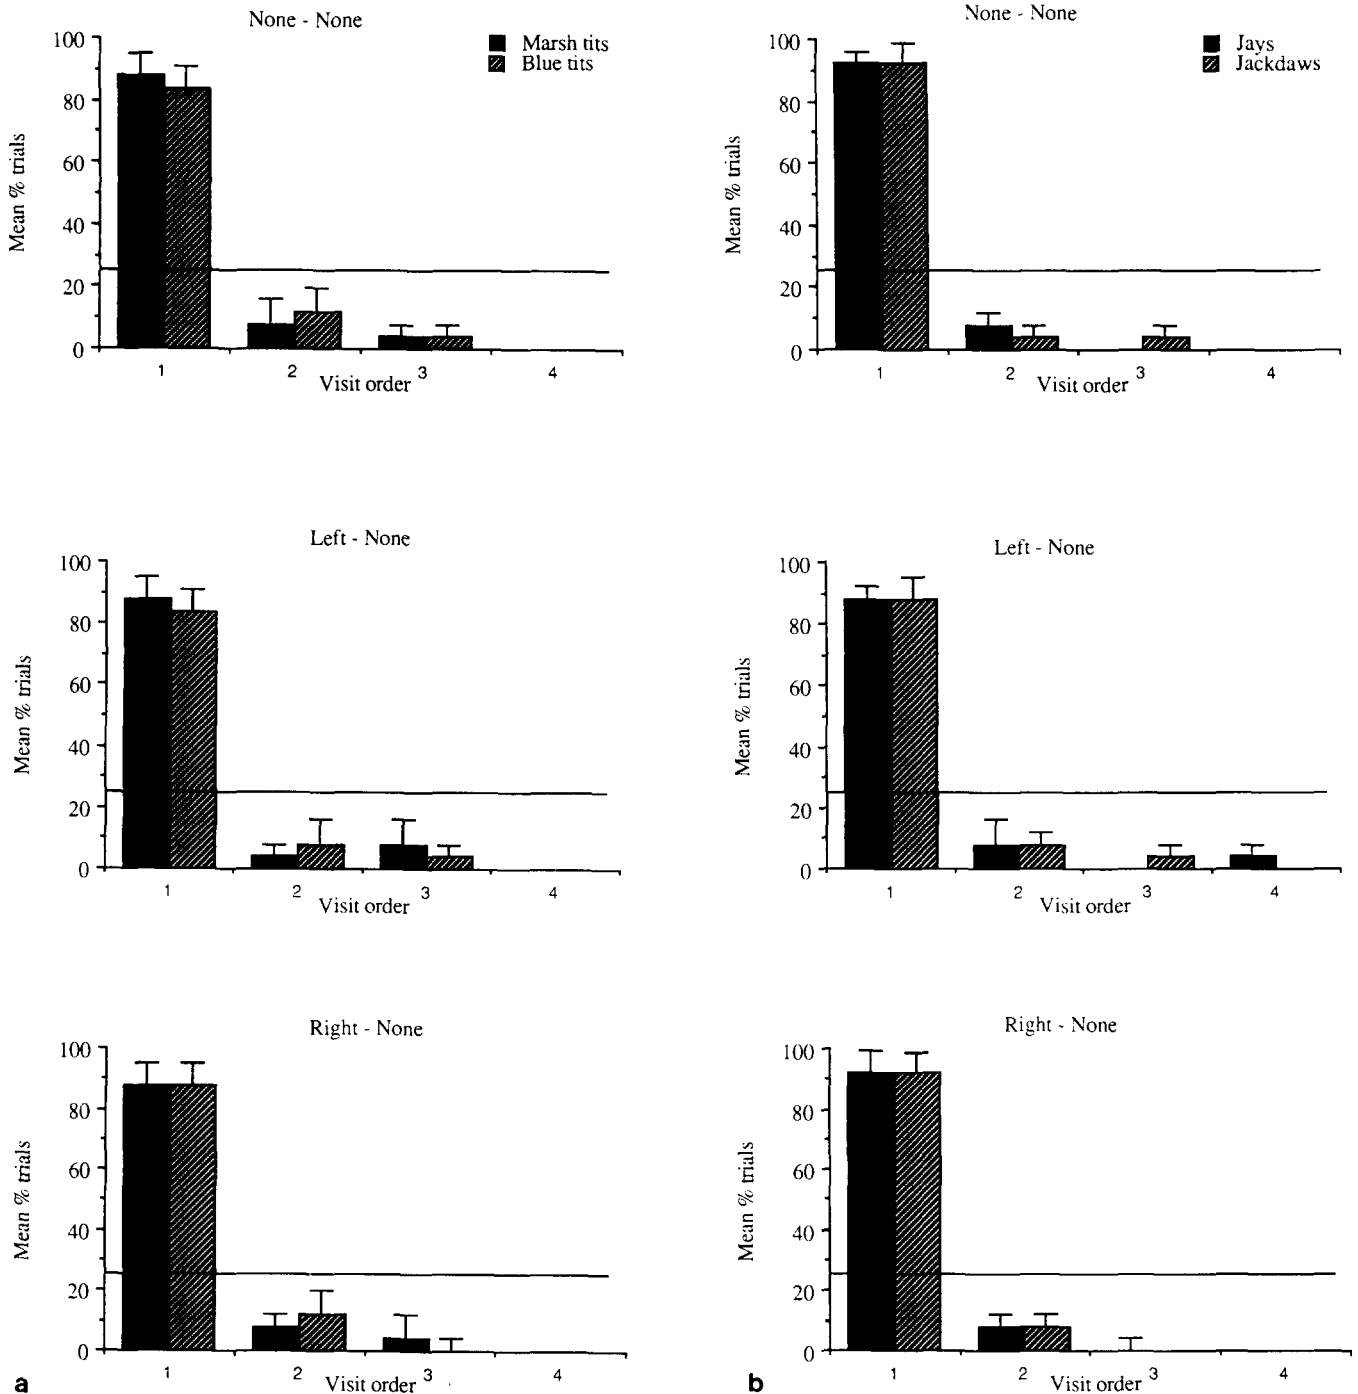 None - None
Marsh tits
Blue tits
Mean % trials
100
80
60
40
20
0
1 2 3 4
Visit order
None - None
Jays
Jackdaws
Mean % trials
100
80
60
40
20
0
1 2 3 4
Visit order
Left - None
Mean % trials
100
80
60
40
20
0
1 2 3 4
Visit order
Left - None
Mean % trials
100
80
60
40
20
0
1 2 3 4
Visit order
Right - None
Mean % trials
100
80
60
40
20
0
1 2 3 4
Visit order
a
Right - None
Mean % trials
100
80
60
40
20
0
1 2 3 4
Visit order
b